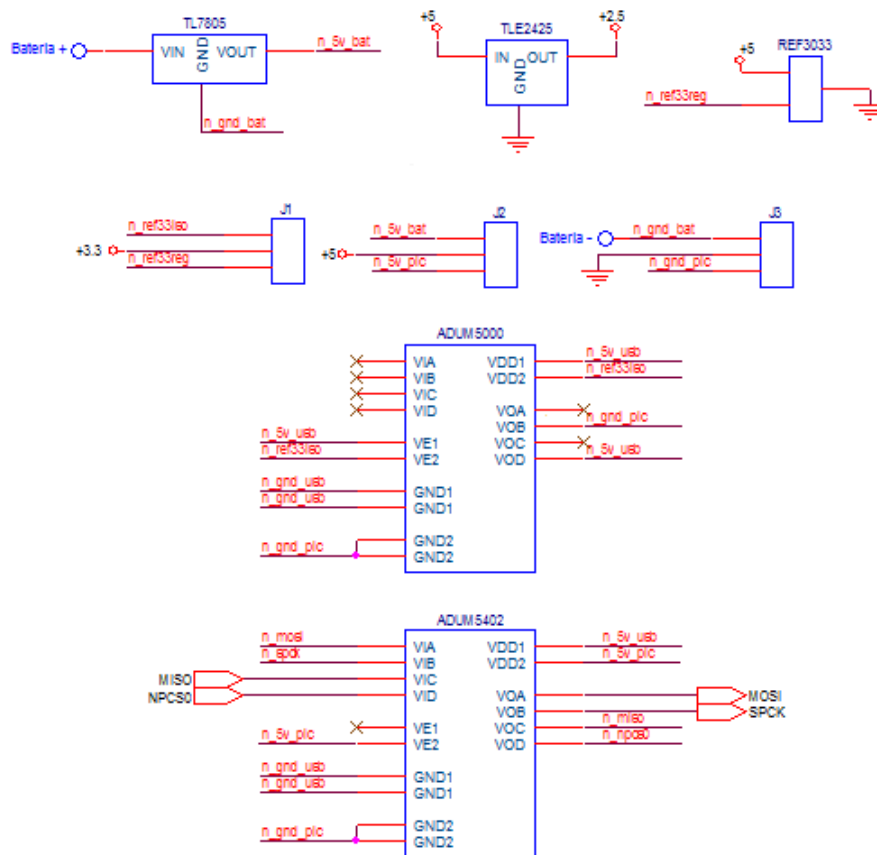 TL7805
Bateria +
VIN
GND
VOUT
n_5v_bat
n_gnd_bat
TLE2425
+5
IN
GND
OUT
+2.5
REF3033
+5
n_ref33reg
J1
n_ref33iso
+3.3
n_ref33reg
J2
n_5v_bat
+5
n_5v_pic
J3
Bateria -
n_gnd_bat
n_gnd_pic
ADUM5000
VIA
VDD1
n_5v_usb
VIB
VDD2
n_ref33iso
VIC
VID
VOA
VOB
n_gnd_pic
n_5v_usb
VE1
VOC
n_ref33iso
VE2
VOD
n_5v_usb
n_gnd_usb
GND1
n_gnd_usb
GND1
GND2
n_gnd_pic
GND2
ADUM5402
n_mosi
VIA
VDD1
n_5v_usb
n_spck
VIB
VDD2
n_5v_pic
MISO
VIC
NPCS0
VID
VOA
MOSI
VOB
SPCK
VE1
VOC
n_miso
n_5v_pic
VE2
VOD
n_npcs0
n_gnd_usb
GND1
n_gnd_usb
GND1
GND2
n_gnd_pic
GND2